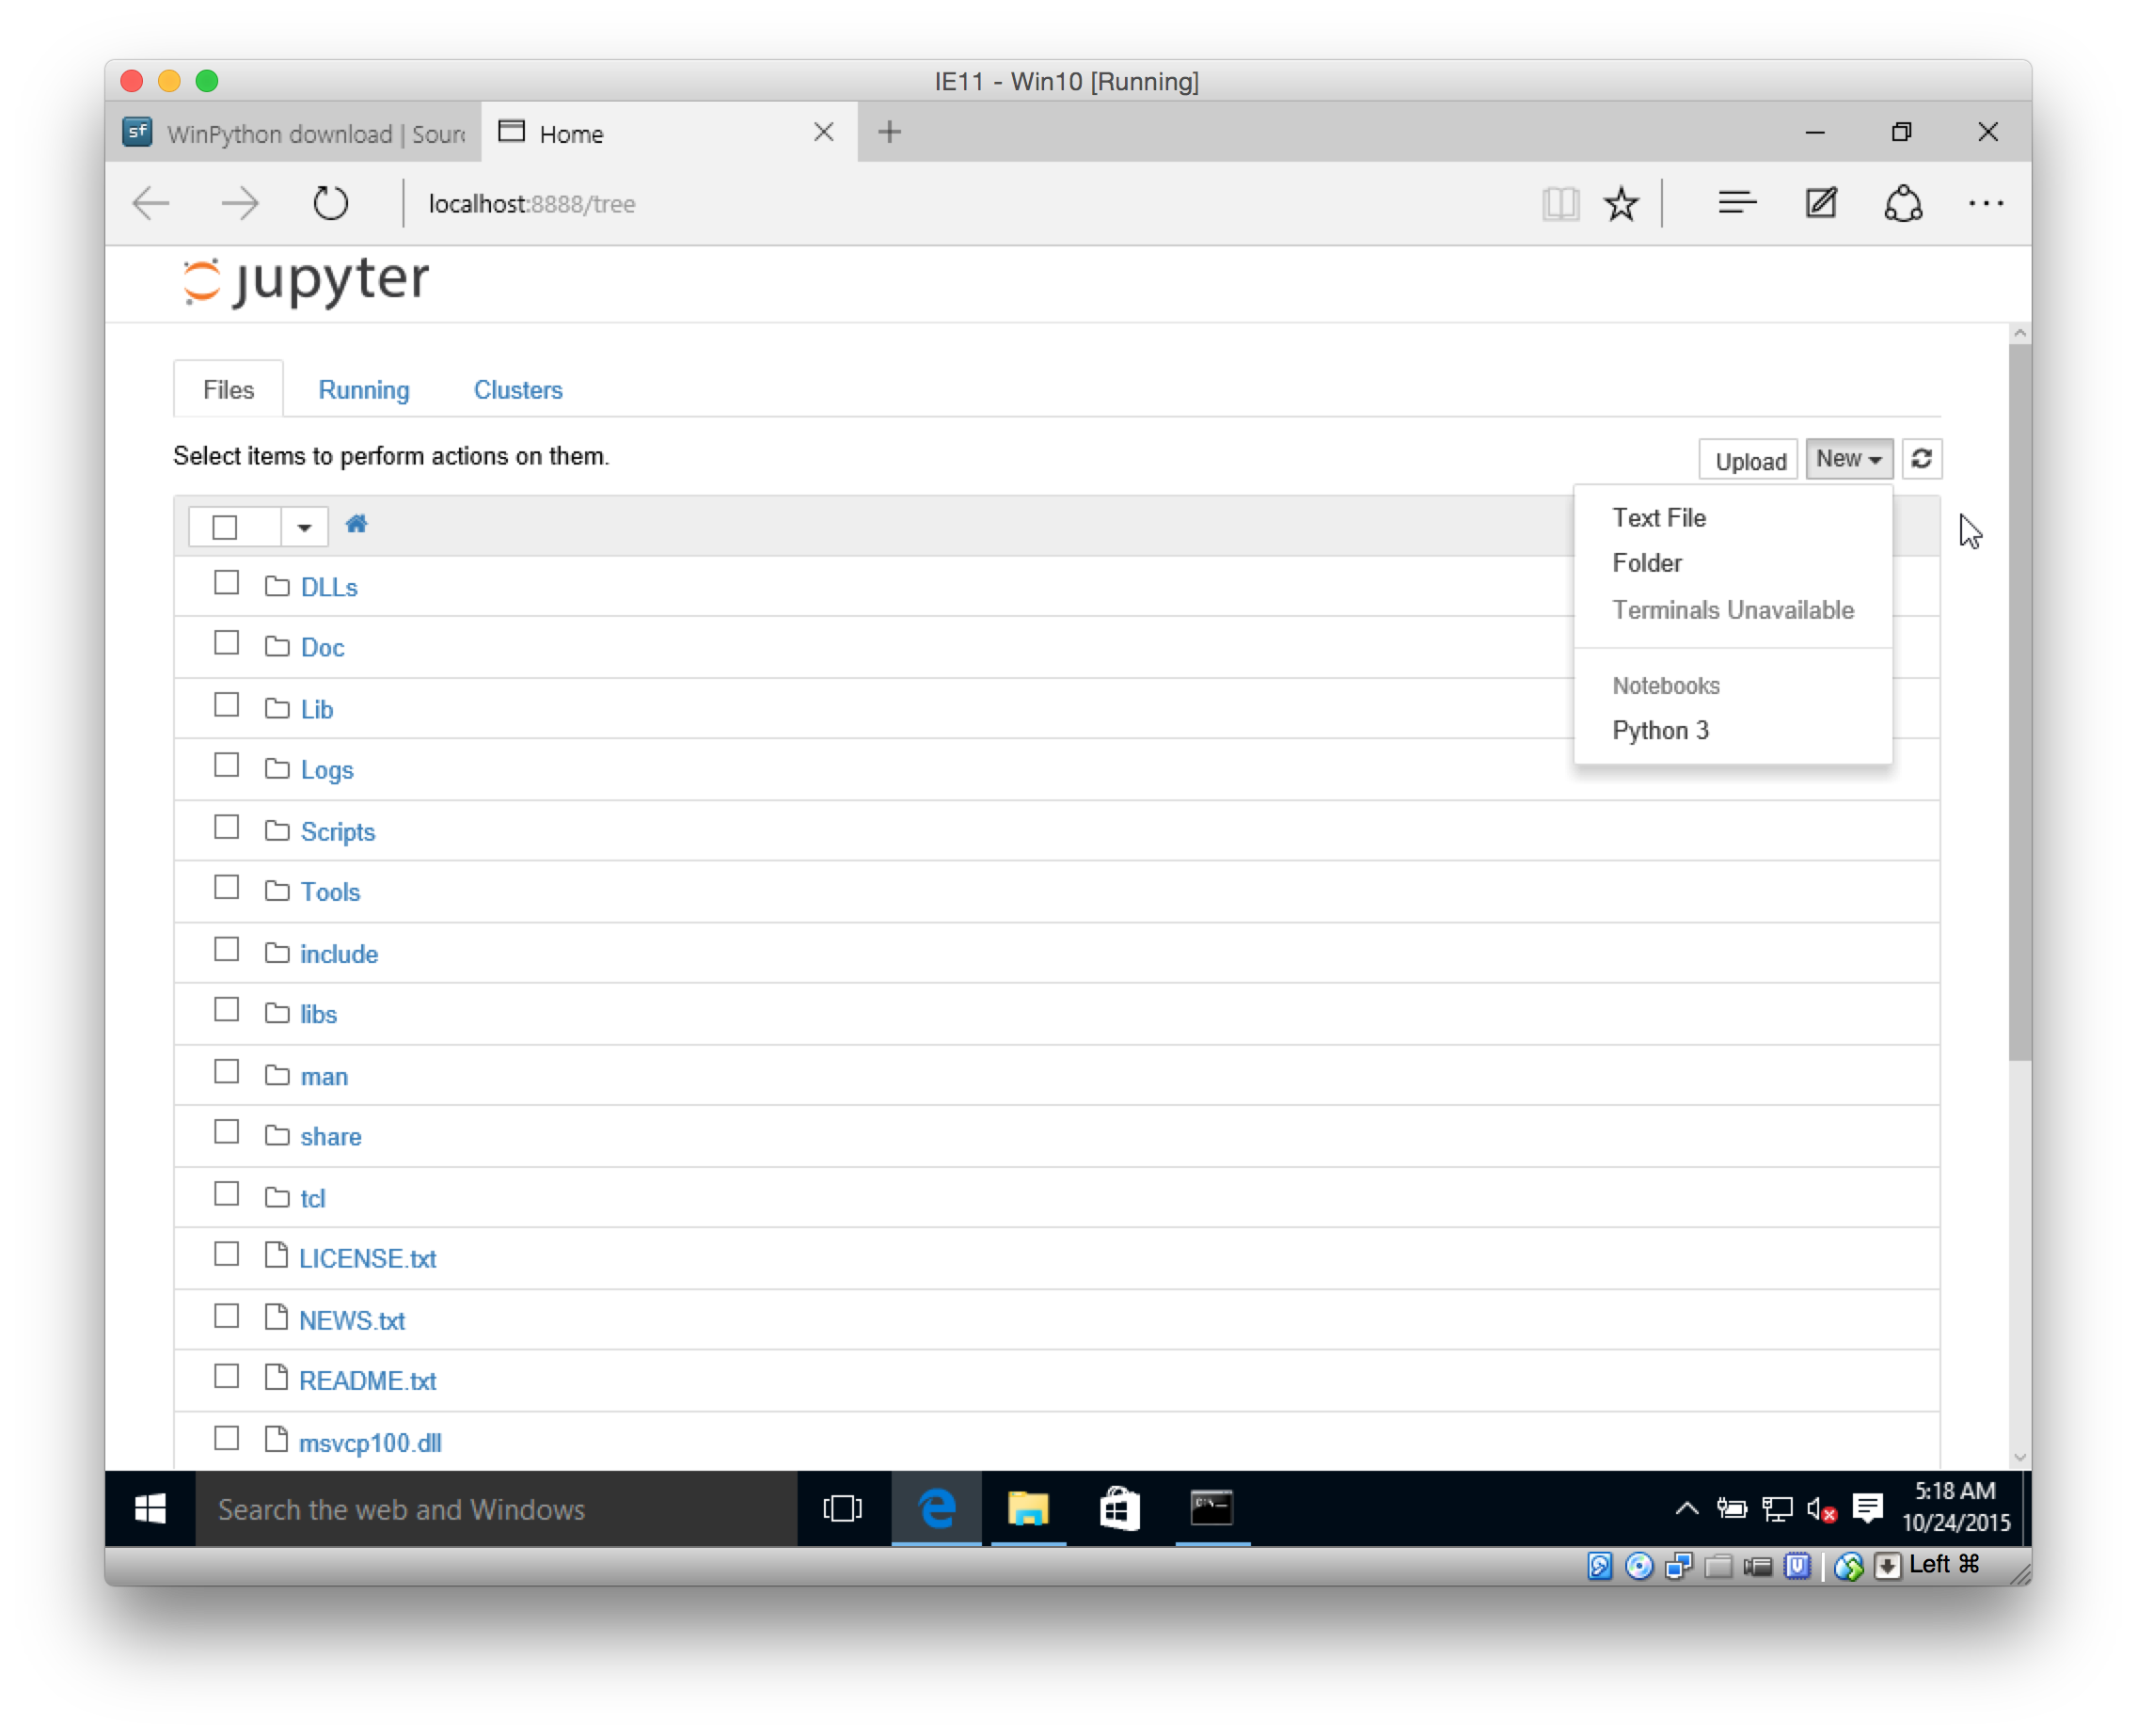 IE11 - Win10 [Running]
sf WinPython download | Sour
Home
localhost:8888/tree
jupyter
Files Running Clusters
Select items to perform actions on them.
Upload New
Text File
Folder
Terminals Unavailable
Notebooks
Python 3
DLLs
Doc
Lib
Logs
Scripts
Tools
include
libs
man
share
tcl
LICENSE.txt
NEWS.txt
README.txt
msvcp100.dll
Search the web and Windows
5:18 AM
10/24/2015
Left ⌘